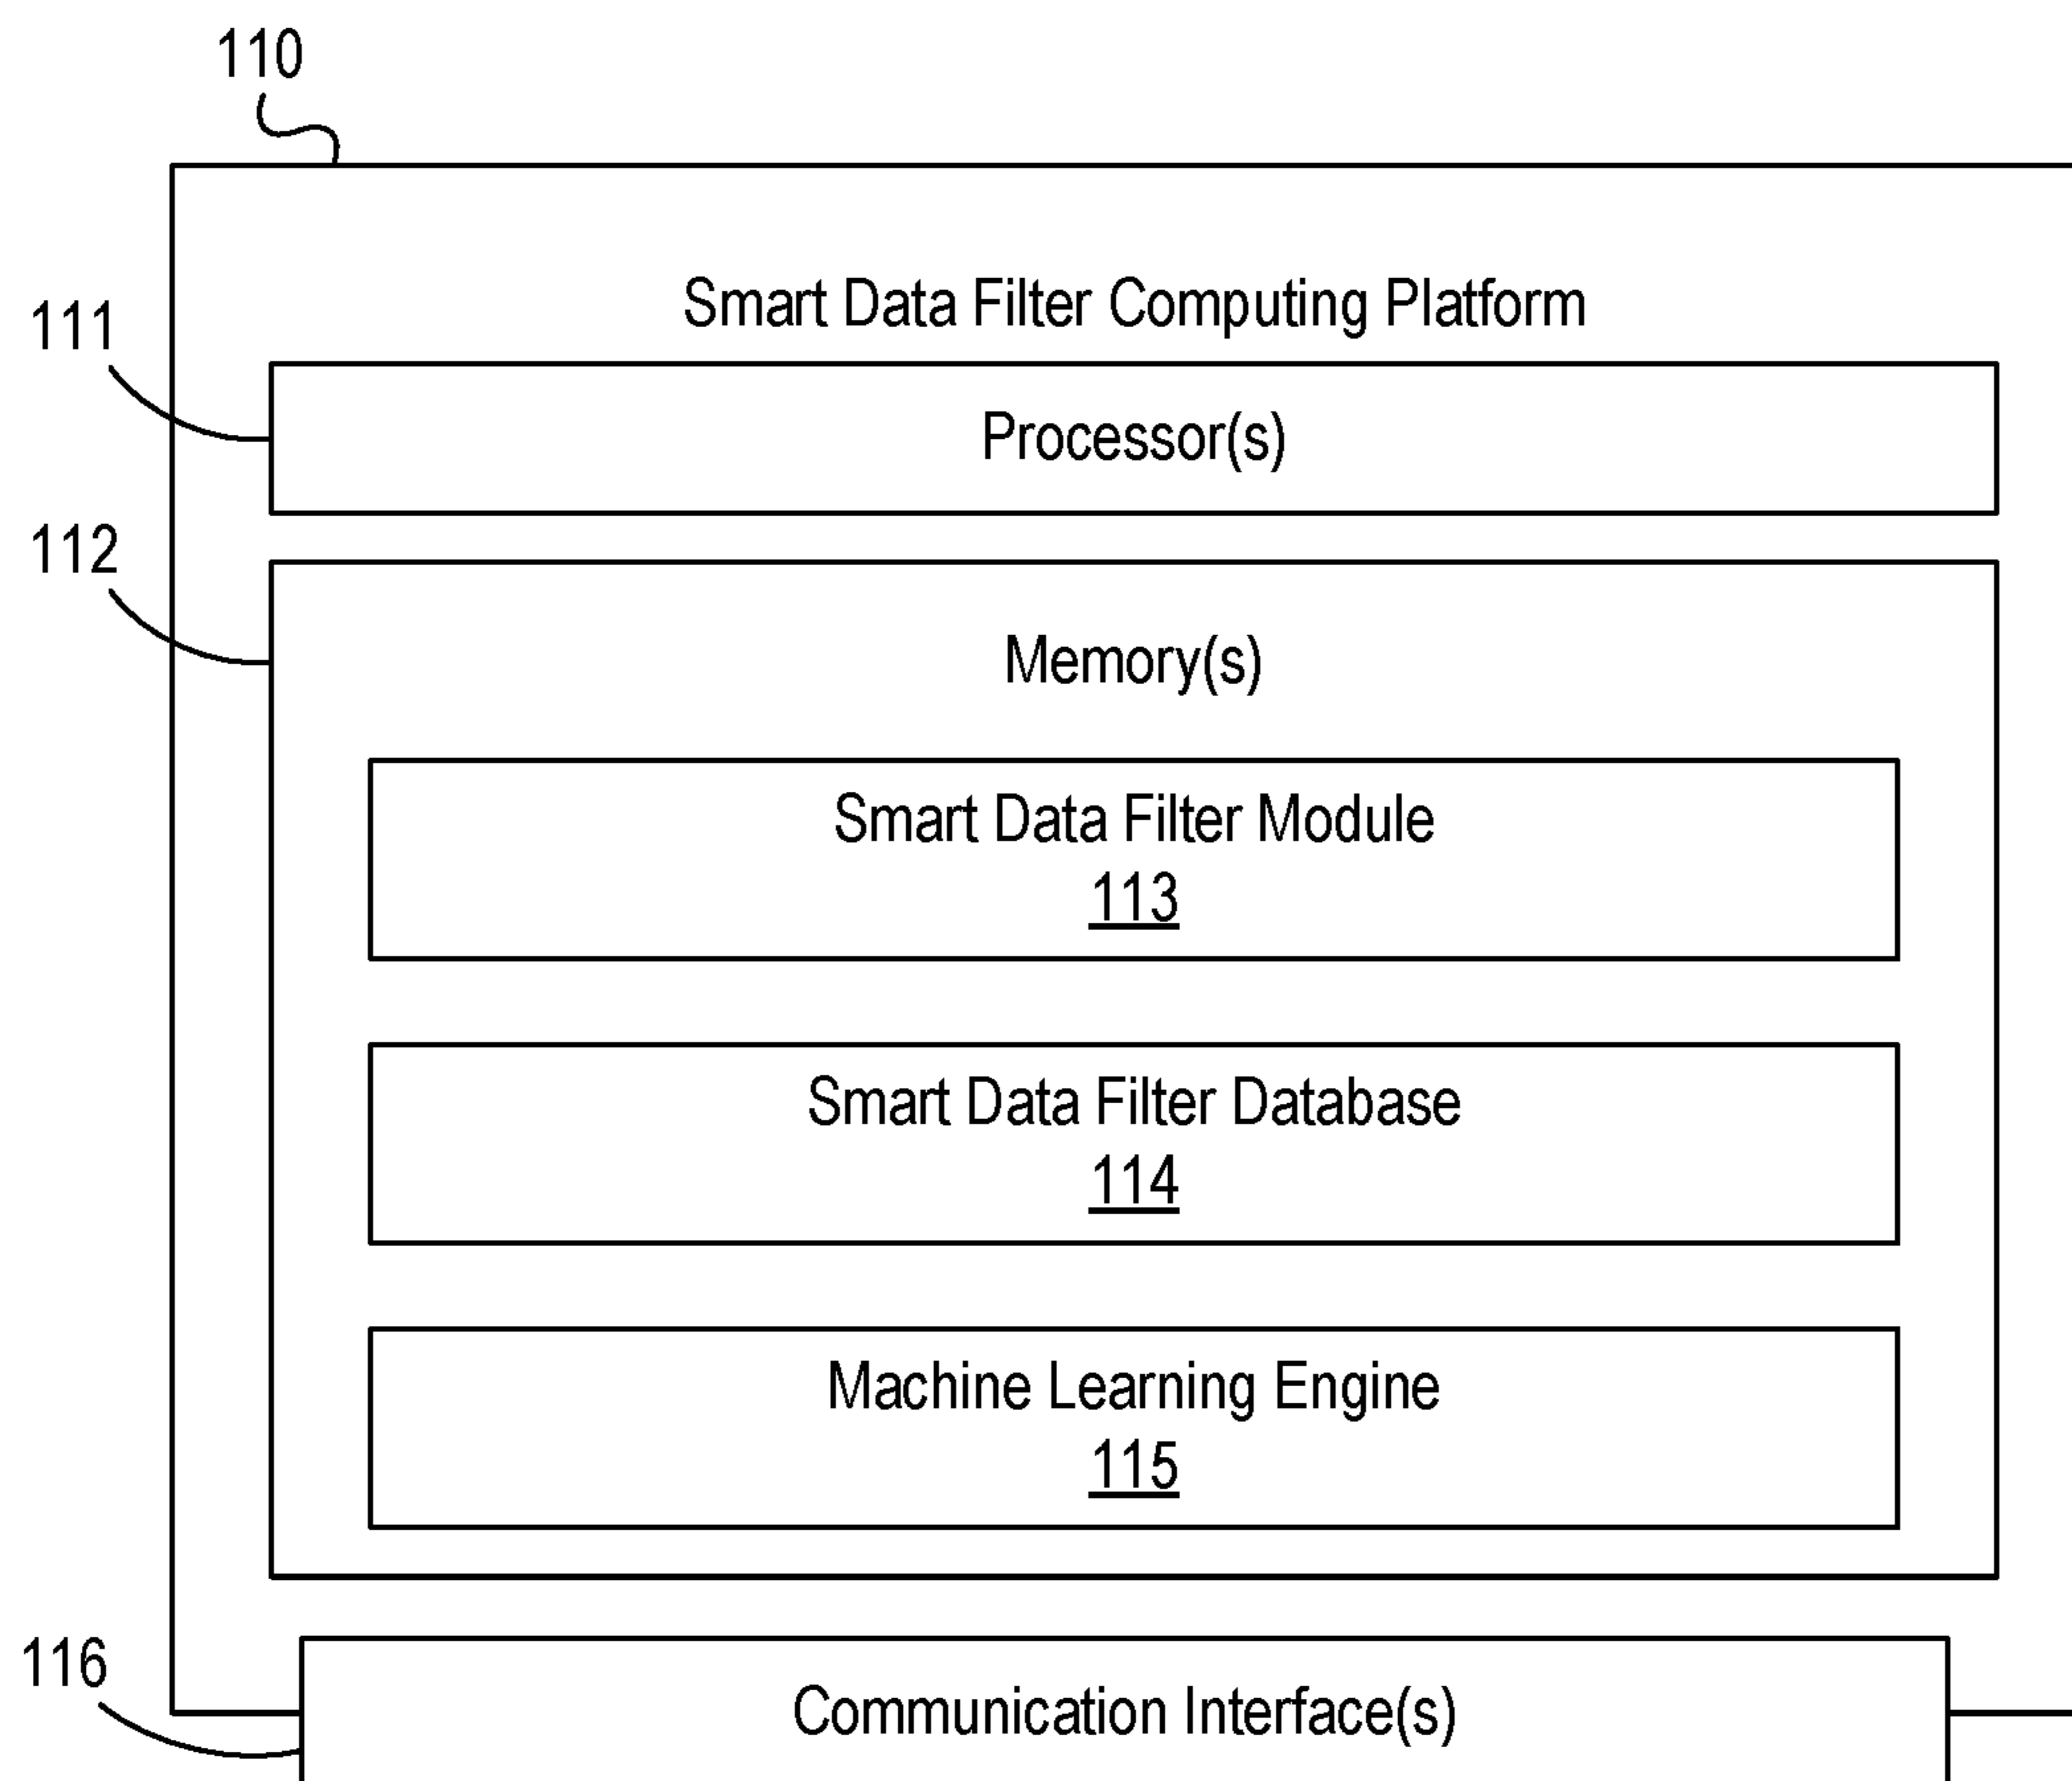 110
Smart Data Filter Computing Platform
111
Processor(s)
112
Memory(s)
Smart Data Filter Module
113
Smart Data Filter Database
114
Machine Learning Engine
115
116
Communication Interface(s)